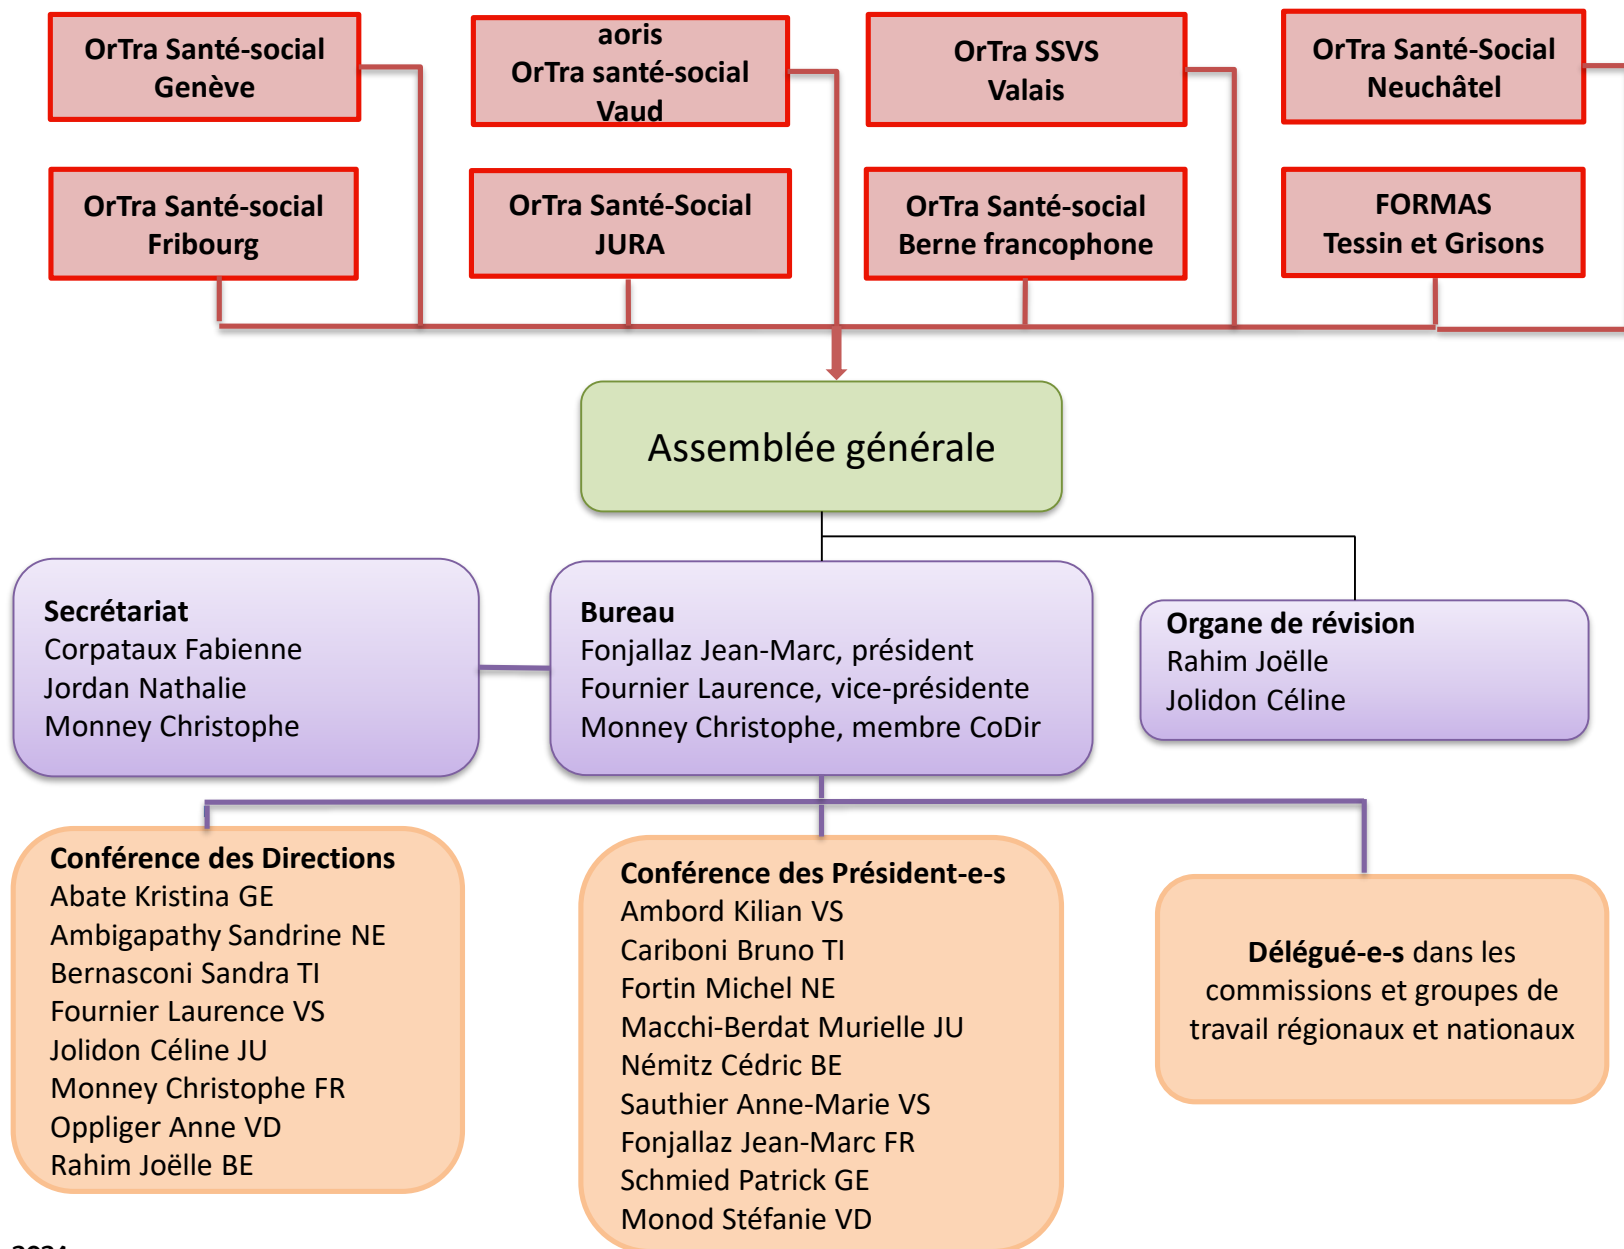 OrTra Santé-social
Genève
aoris
OrTra santé-social
Vaud
OrTra SSVS
Valais
OrTra Santé-Social
Neuchâtel
OrTra Santé-social
Fribourg
OrTra Santé-Social
JURA
OrTra Santé-social
Berne francophone
FORMAS
Tessin et Grisons
Assemblée générale
Secrétariat
Corpataux Fabienne
Jordan Nathalie
Monney Christophe
Bureau
Fonjallaz Jean-Marc, président
Fournier Laurence, vice-présidente
Monney Christophe, membre CoDir
Organe de révision
Rahim Joëlle
Jolidon Céline
Conférence des Directions
Abate Kristina GE
Ambigapathy Sandrine NE
Bernasconi Sandra TI
Fournier Laurence VS
Jolidon Céline JU
Monney Christophe FR
Oppliger Anne VD
Rahim Joëlle BE
Conférence des Président-e-s
Ambord Kilian VS
Cariboni Bruno TI
Fortin Michel NE
Macchi-Berdat Murielle JU
Némitz Cédric BE
Sauthier Anne-Marie VS
Fonjallaz Jean-Marc FR
Schmied Patrick GE
Monod Stéfanie VD
Délégué-e-s dans les
commissions et groupes de
travail régionaux et nationaux